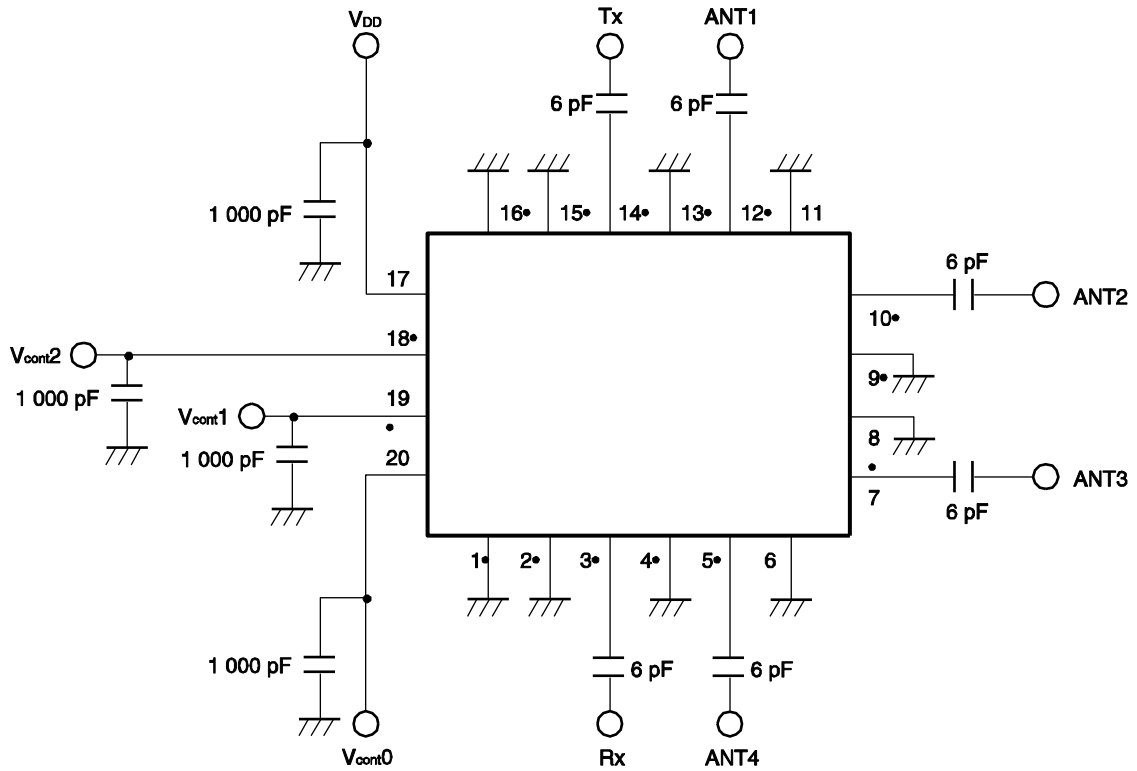 VDD
Tx
ANT1
6 pF
6 pF
1 000 pF
16
15
14
13
12
11
17
6 pF
ANT2
10
18
Vcont2
1 000 pF
9
19
Vcont1
8
1 000 pF
20
7
ANT3
6 pF
1
2
3
4
5
6
1 000 pF
6 pF
6 pF
Vcont0
Rx
ANT4